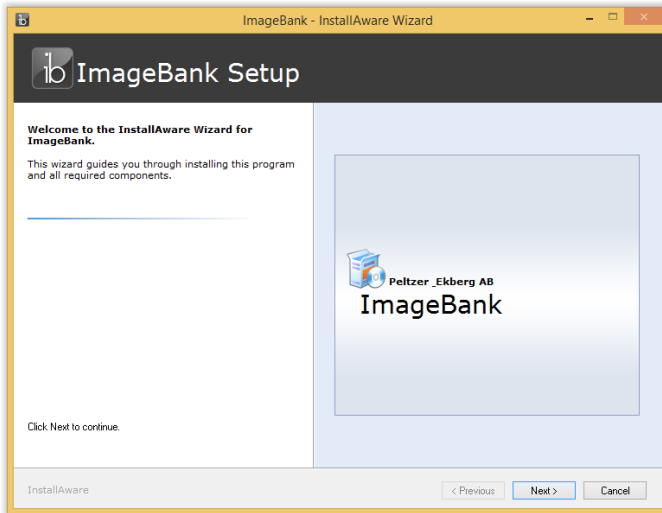 ib
ImageBank - InstallAware Wizard
ib ImageBank Setup
Welcome to the InstallAware Wizard for
ImageBank.
This wizard guides you through installing this program
and all required components.
Peltzer _Ekberg AB
ImageBank
Click Next to continue.
InstallAware
< Previous
Next >
Cancel